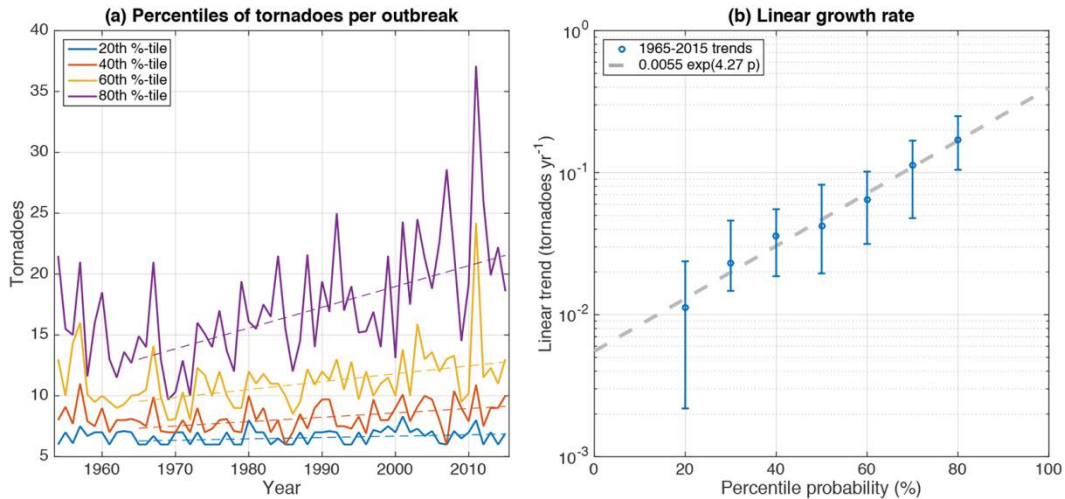 (a) Percentiles of tornadoes per outbreak
40
35
30
25
20
15
10
5
Tornadoes
20th %-tile
40th %-tile
60th %-tile
80th %-tile
1960 1970 1980 1990 2000 2010
Year
(b) Linear growth rate
10^0
10^-1
10^-2
10^-3
Linear trend (tornadoes yr^-1)
1965-2015 trends
0.0055 exp(4.27 p)
0 20 40 60 80 100
Percentile probability (%)